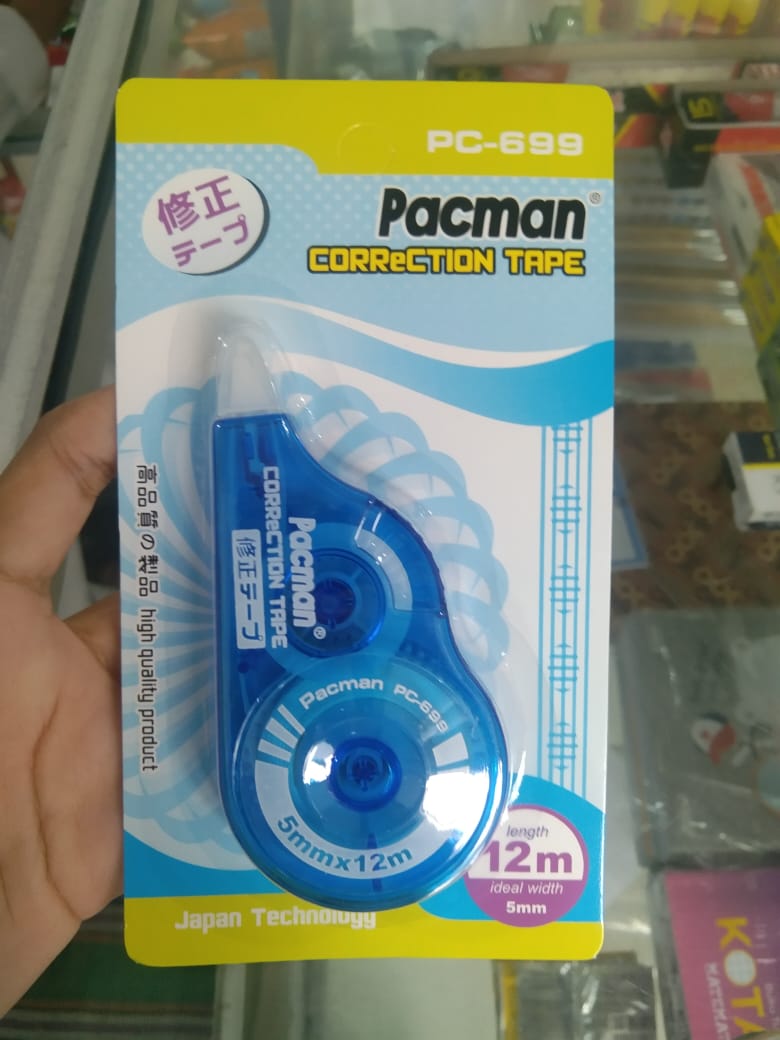 PC-699
修正
テープ
Pacman®
CORReCTION TAPE
高品質の製品 high quality product
Pacman®
CORReCTION TAPE
修正テープ
Pacman PC-699
5mmx12m
length
12m
ideal width
5mm
Japan Technology
KOTA